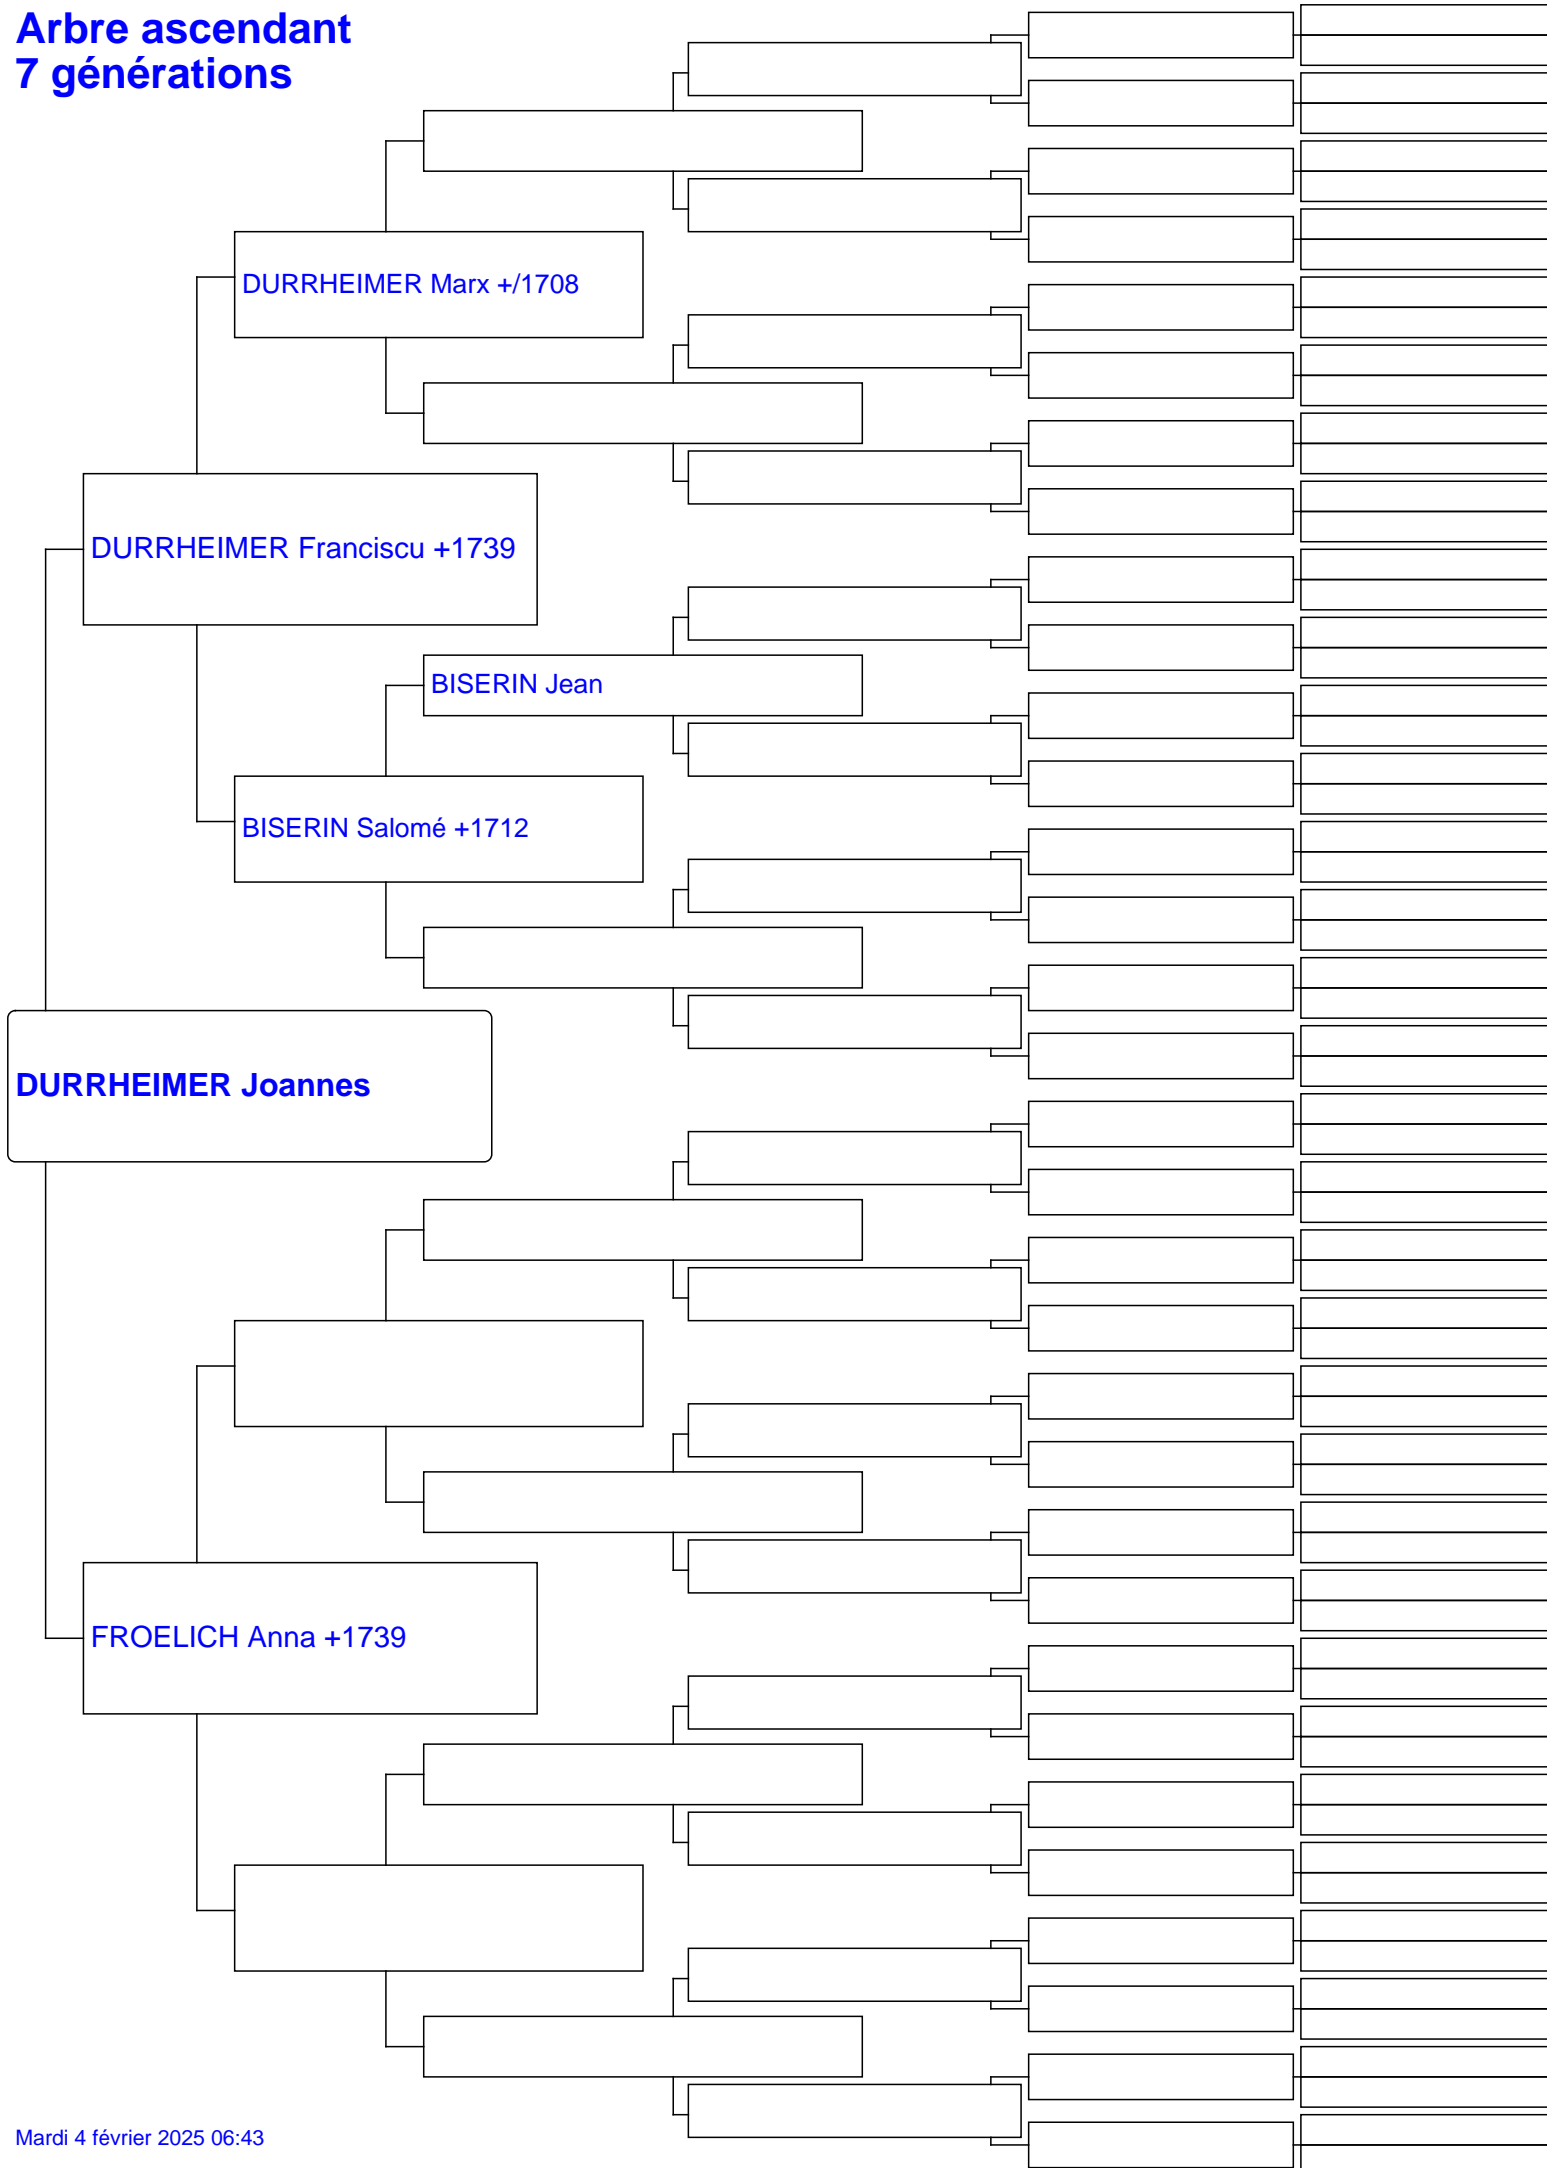 Arbre ascendant
7 générations
DURRHEIMER Marx +/1708
DURRHEIMER Franciscu +1739
BISERIN Jean
BISERIN Salomé +1712
DURRHEIMER Joannes
FROELICH Anna +1739
Mardi 4 février 2025 06:43